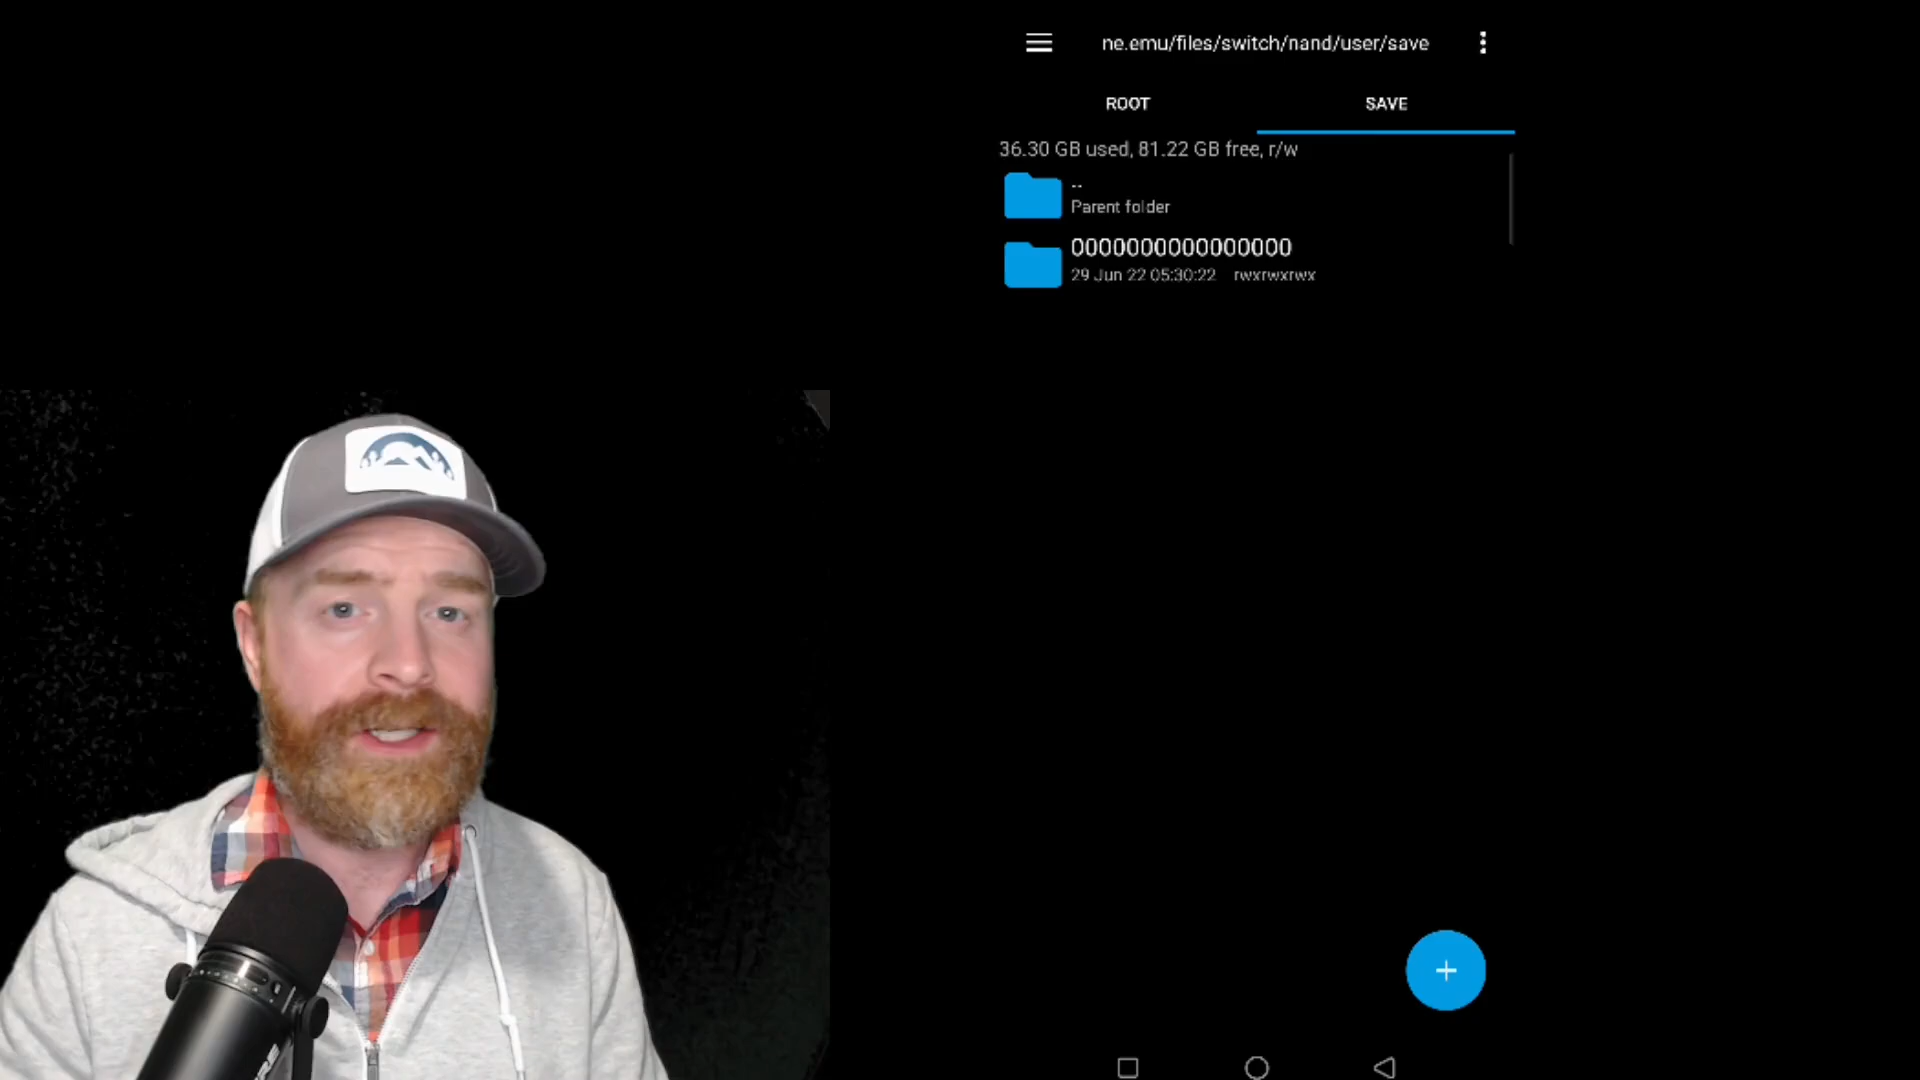 ne.emu/files/switch/nand/user/save
ROOT
SAVE
36.30 GB used, 81.22 GB free, r/w
..
Parent folder
0000000000000000
29 Jun 22 05:30:22 rwxrwxrwx